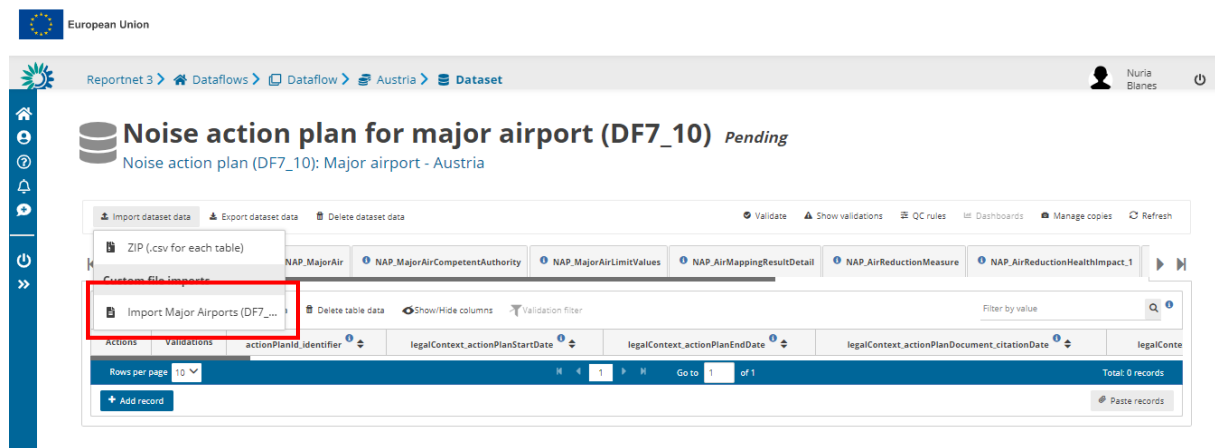 European Union
Reportnet 3 Dataflows Dataflow Austria Dataset
Nuria
Blanes
Noise action plan for major airport (DF7_10) Pending
Noise action plan (DF7_10): Major airport - Austria
Import dataset data Export dataset data Delete dataset data Validate Show validations QC rules Dashboards Manage copies Refresh
ZIP (.csv for each table)
NAP_MajorAir NAP_MajorAirCompetentAuthority NAP_MajorAirLimitValues NAP_AirMappingResultDetail NAP_AirReductionMeasure NAP_AirReductionHealthImpact_1
Custom file imports
Import Major Airports (DF7_...
Delete table data Show/Hide columns Validation filter Filter by value
Actions Validations actionPlanId_identifier legalContext_actionPlanStartDate legalContext_actionPlanEndDate legalContext_actionPlanDocument_citationDate legalConte
Rows per page 10 1 Go to 1 of 1 Total: 0 records
+ Add record Paste records